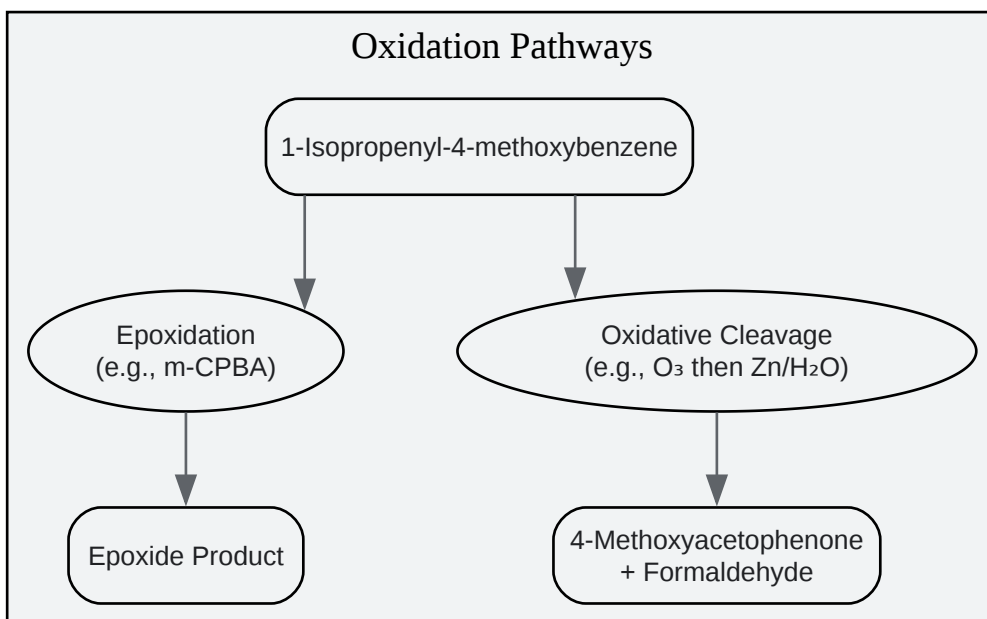 Oxidation Pathways
1-Isopropenyl-4-methoxybenzene
Epoxidation
(e.g., m-CPBA)
Oxidative Cleavage
(e.g., O₃ then Zn/H₂O)
Epoxide Product
4-Methoxyacetophenone
+ Formaldehyde